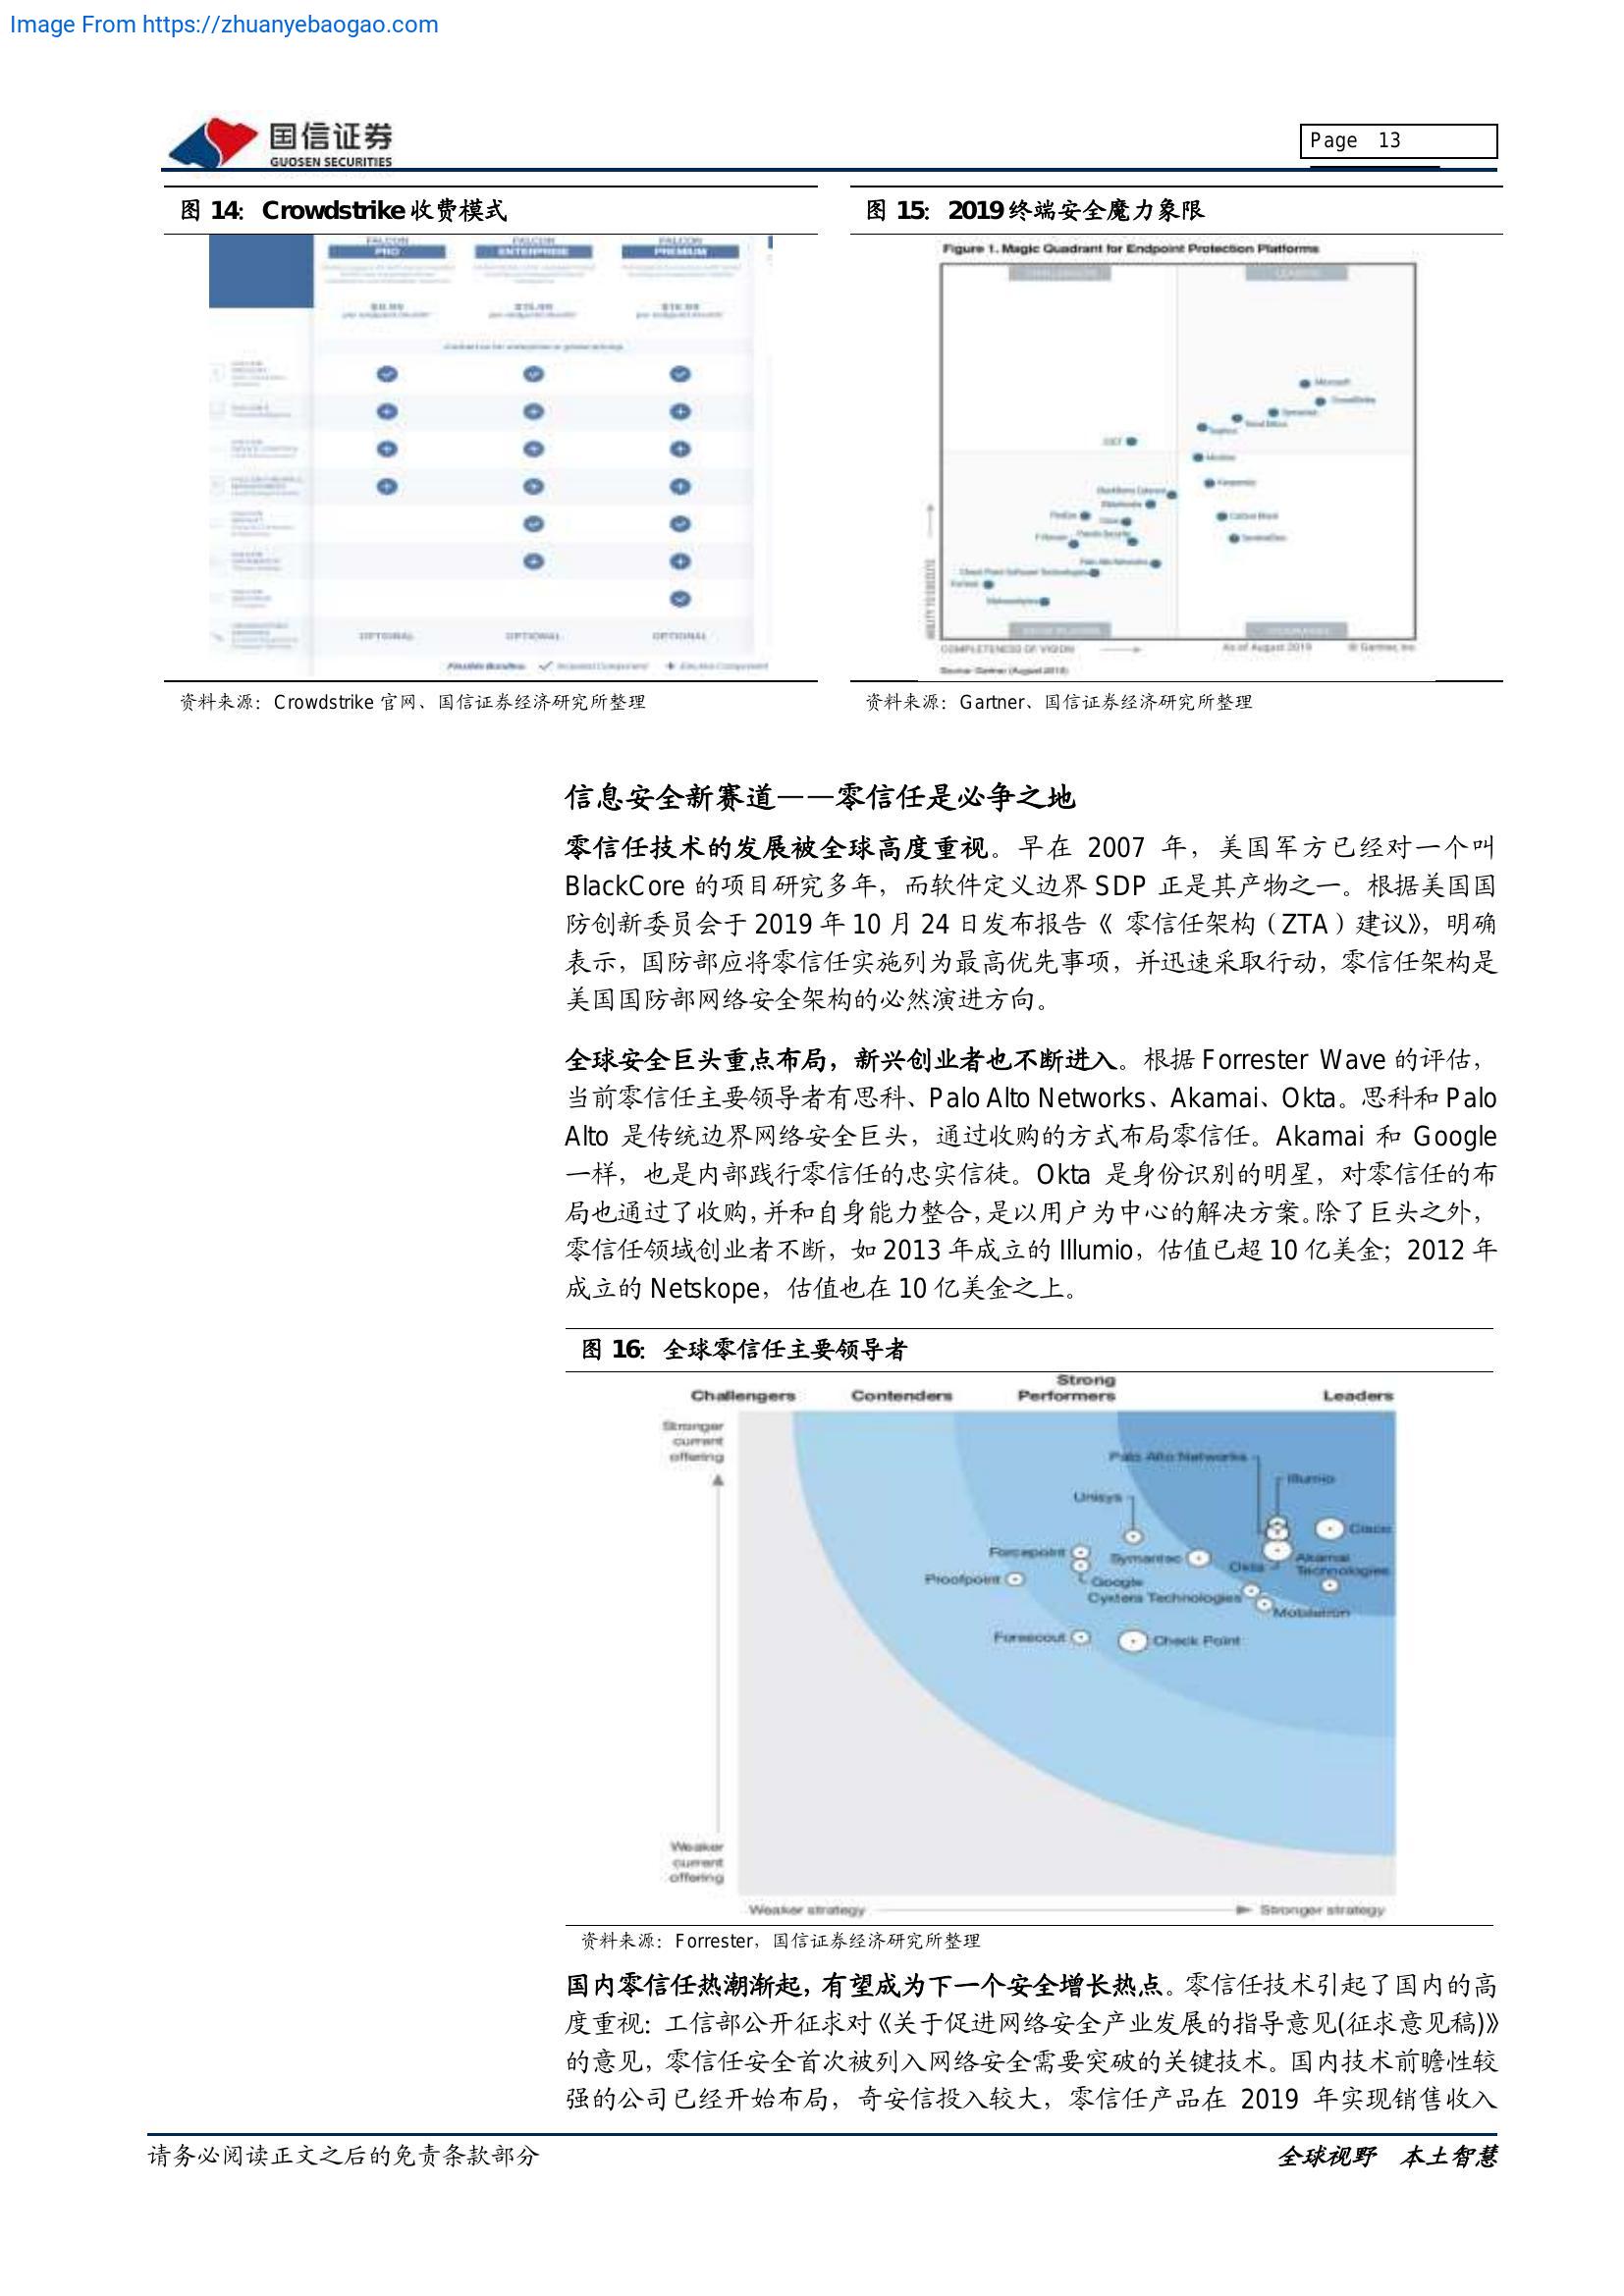 Image From https://zhuanyebaogao.com
国信证券
GUOSEN SECURITIES
Page 13
图 14： Crowdstrike 收费模式
FALCON PRO
FALCON ENTERPRISE
FALCON PREMIUM
OPTIONAL OPTIONAL OPTIONAL
资料来源：Crowdstrike 官网、国信证券经济研究所整理
图 15： 2019 终端安全魔力象限
Figure 1. Magic Quadrant for Endpoint Protection Platforms
Microsoft
CrowdStrike
Symantec
Trend Micro
Sophos
ESET
McAfee
Kaspersky
Carbon Black
SentinelOne
FireEye
Cisco
F-Secure
Panda Security
Palo Alto Networks
Check Point Software Technologies
Fortinet
Malwarebytes
ABILITY TO EXECUTE
COMPLETENESS OF VISION
As of August 2019
© Gartner, Inc
Source: Gartner (August 2019)
资料来源：Gartner、国信证券经济研究所整理
信息安全新赛道——零信任是必争之地
零信任技术的发展被全球高度重视。早在 2007 年，美国军方已经对一个叫
BlackCore 的项目研究多年，而软件定义边界 SDP 正是其产物之一。根据美国国
防创新委员会于 2019 年 10 月 24 日发布报告《 零信任架构（ZTA）建议》，明确
表示，国防部应将零信任实施列为最高优先事项，并迅速采取行动，零信任架构是
美国国防部网络安全架构的必然演进方向。
全球安全巨头重点布局，新兴创业者也不断进入。根据 Forrester Wave 的评估，
当前零信任主要领导者有思科、Palo Alto Networks、Akamai、Okta。思科和 Palo
Alto 是传统边界网络安全巨头，通过收购的方式布局零信任。Akamai 和 Google
一样，也是内部践行零信任的忠实信徒。Okta 是身份识别的明星，对零信任的布
局也通过了收购，并和自身能力整合，是以用户为中心的解决方案。除了巨头之外，
零信任领域创业者不断，如 2013 年成立的 Illumio，估值已超 10 亿美金；2012 年
成立的 Netskope，估值也在 10 亿美金之上。
图 16： 全球零信任主要领导者
Challengers Contenders Strong Performers Leaders
Stronger current offering
Palo Alto Networks
Illumio
Unisys
Cisco
Forcepoint
Symantec
Okta
Akamai Technologies
Proofpoint
Google
Cyxtera Technologies
MobileIron
Forescout
Check Point
Weaker current offering
Weaker strategy
Stronger strategy
资料来源：Forrester，国信证券经济研究所整理
国内零信任热潮渐起，有望成为下一个安全增长热点。零信任技术引起了国内的高
度重视：工信部公开征求对《关于促进网络安全产业发展的指导意见(征求意见稿)》
的意见，零信任安全首次被列入网络安全需要突破的关键技术。国内技术前瞻性较
强的公司已经开始布局，奇安信投入较大，零信任产品在 2019 年实现销售收入
请务必阅读正文之后的免责条款部分
全球视野 本土智慧